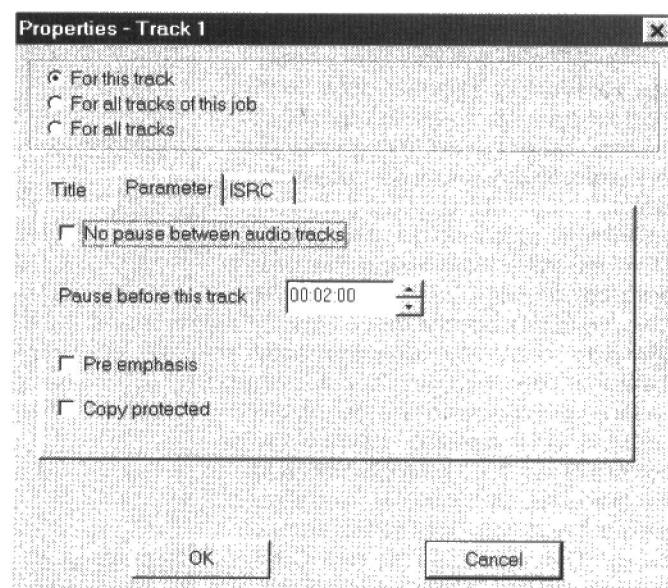 Properties - Track 1
For this track
For all tracks of this job
For all tracks
Title Parameter ISRC
No pause between audio tracks
Pause before this track 00:02:00
Pre emphasis
Copy protected
OK Cancel